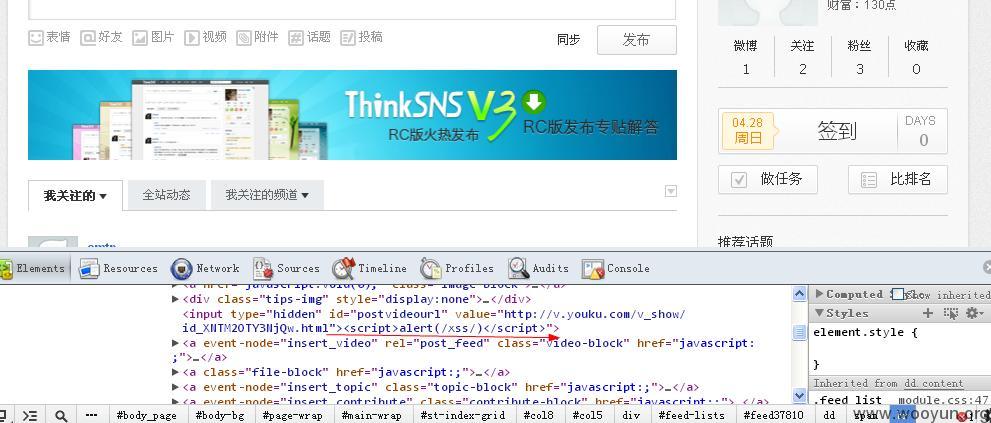 财富：130点
表情 好友 图片 视频 附件 话题 投稿 同步 发布
微博 关注 粉丝 收藏
1 2 3 0
ThinkSNS V3
RC版火热发布 RC版发布专贴解答
04.28
周日
签到
DAYS
0
做任务 比排名
我关注的 全站动态 我关注的频道
推荐话题
Elements Resources Network Sources Timeline Profiles Audits Console
<div class="tips-img" style="display:none">…</div>
<input type="hidden" id="postvideourl" value="http://v.youku.com/v_show/
id_XNTM2OTY3NjQw.html"><script>alert(/xss/)</script>">
<a event-node="insert_video" rel="post_feed" class="video-block" href="javascript:
;">…</a>
<a class="file-block" href="javascript:;">…</a>
<a event-node="insert_topic" class="topic-block" href="javascript:;">…</a>
<a event-node="insert_contribute" class="contribute-block" href="javascript:;">…</a>
Computed Show inherited
Styles
element.style {
}
Inherited from dd.content
.feed_list module.css:47
#body_page #body-bg #page-wrap #main-wrap #st-index-grid #col8 #col5 div #feed-lists #feed37810 dd span
www.wooyun.org